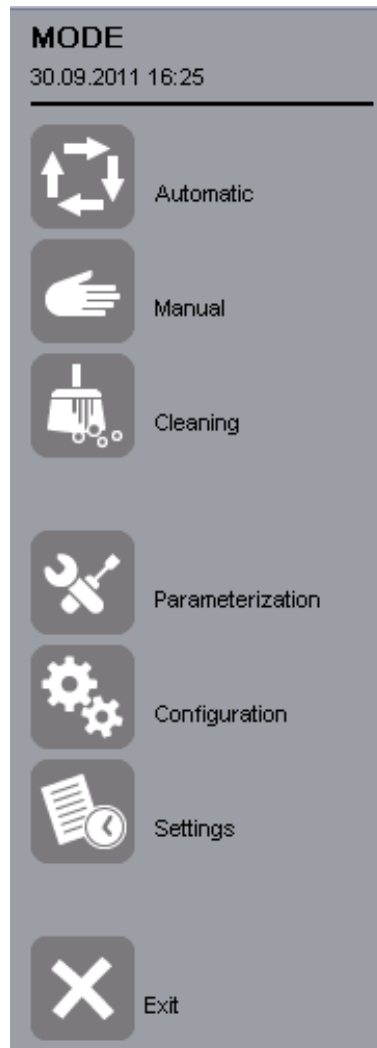 MODE
30.09.2011 16:25
Automatic
Manual
Cleaning
Parameterization
Configuration
Settings
Exit